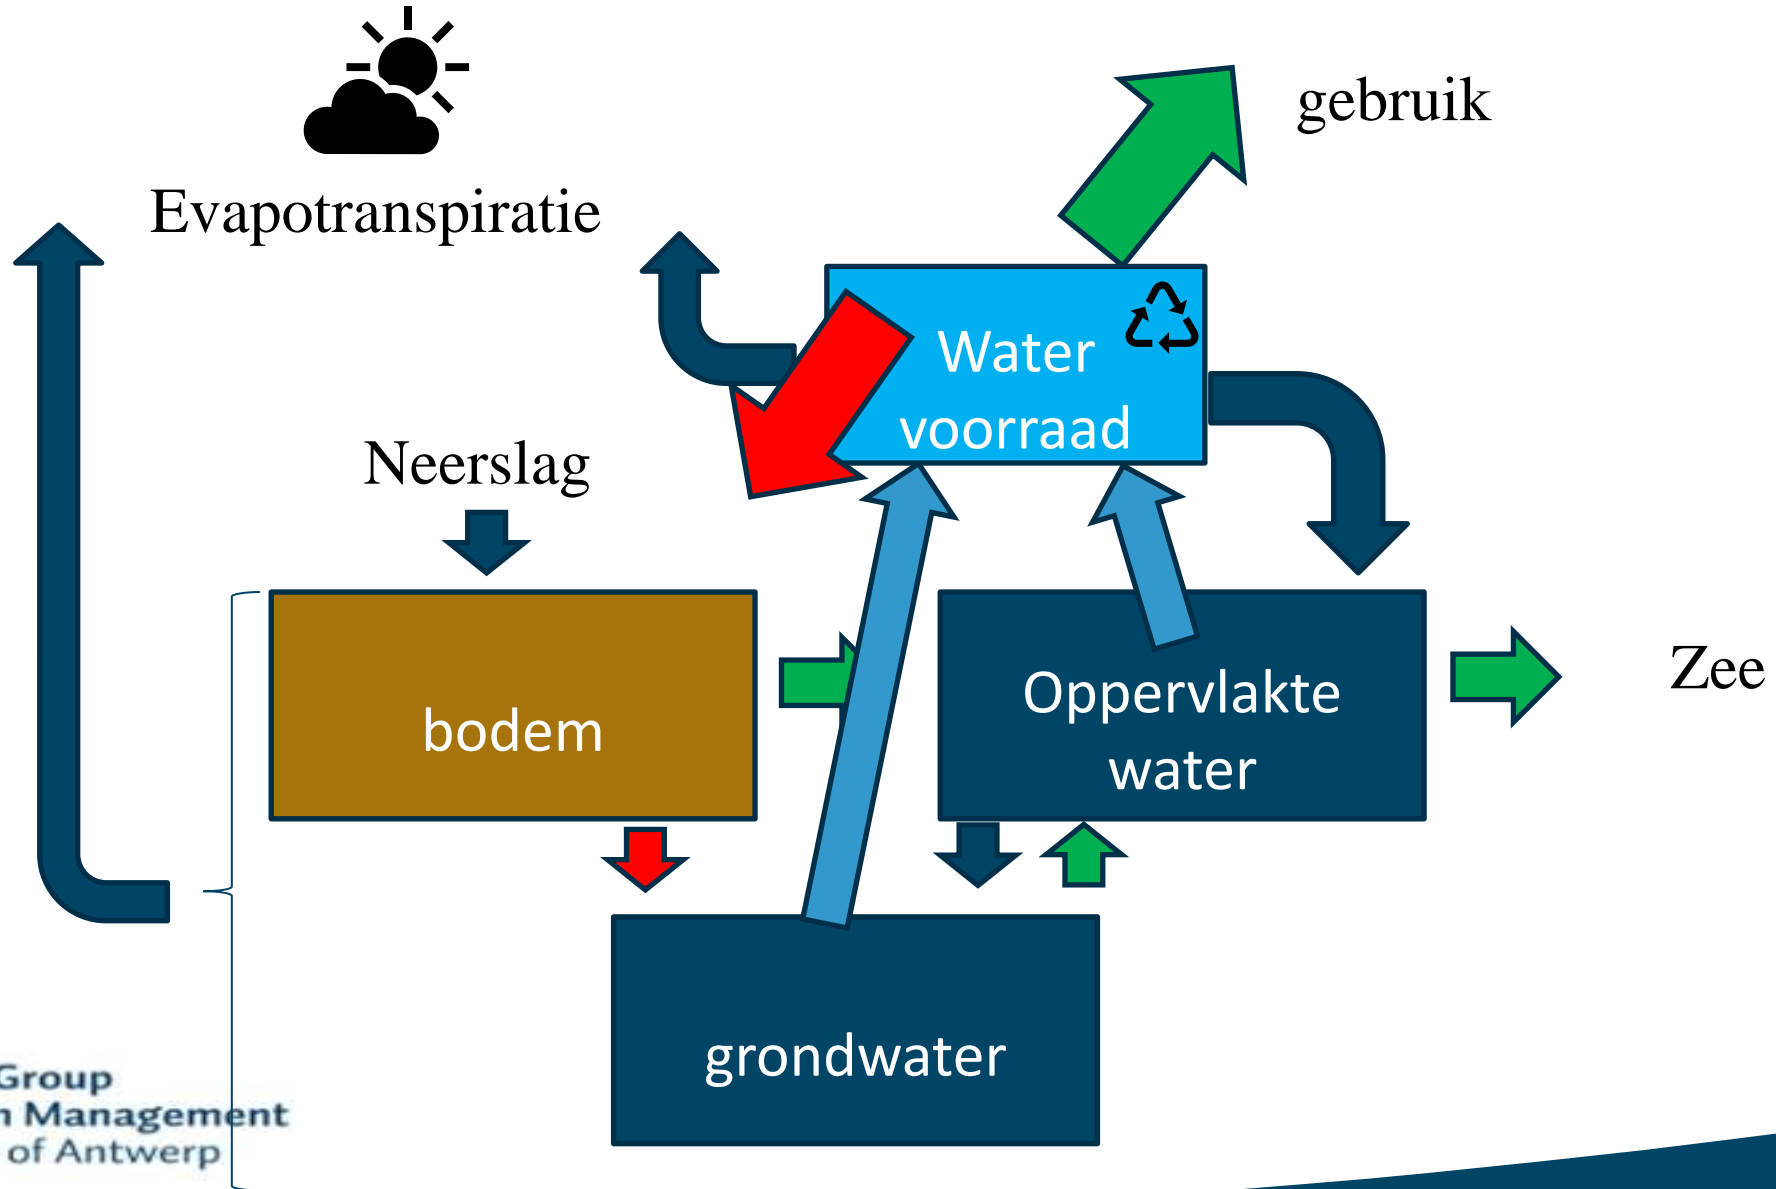 gebruik
Evapotranspiratie
Water
voorraad
Neerslag
Zee
bodem
Oppervlakte
water
grondwater
Group
Management
of Antwerp